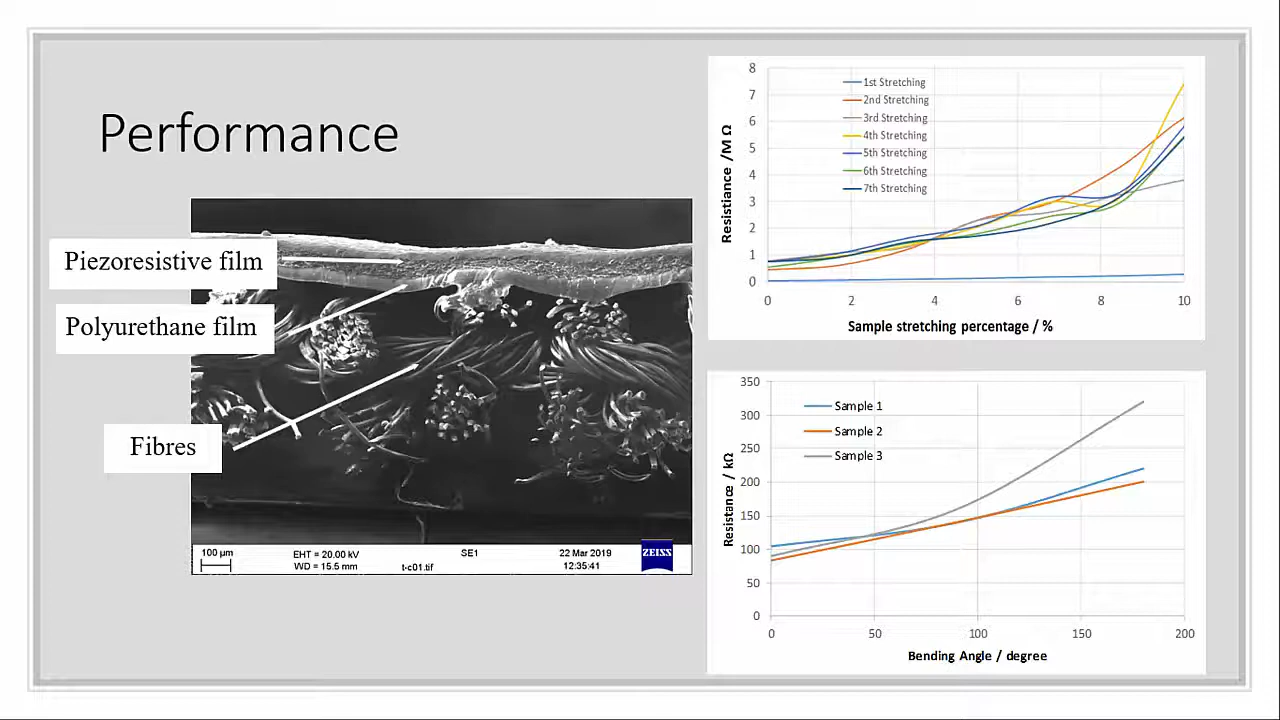 Performance
Piezoresistive film
Polyurethane film
Fibres
100 µm
EHT = 20.00 kV
WD = 15.5 mm
SE1
t-c01.tif
22 Mar 2019
12:35:41
ZEISS
Resistiance /M Ω
8
7
6
5
4
3
2
1
0
1st Stretching
2nd Stretching
3rd Stretching
4th Stretching
5th Stretching
6th Stretching
7th Stretching
0 2 4 6 8 10
Sample stretching percentage / %
Resistance / kΩ
350
300
250
200
150
100
50
0
Sample 1
Sample 2
Sample 3
0 50 100 150 200
Bending Angle / degree